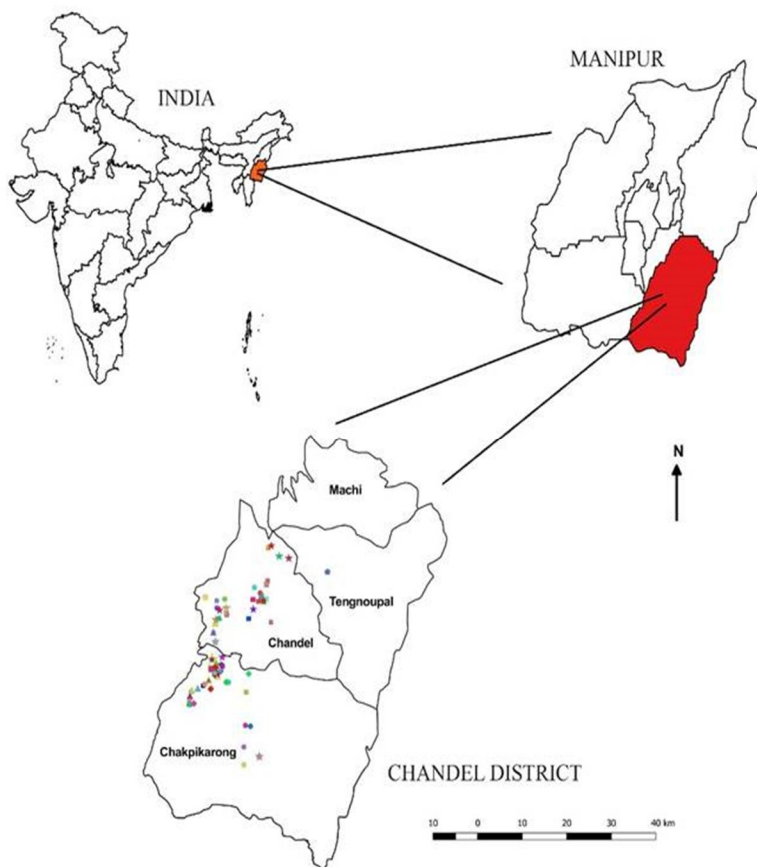 INDIA
MANIPUR
N
Machi
Tengnoupal
Chandel
Chakpikarong
CHANDEL DISTRICT
10 0 10 20 30 40 km